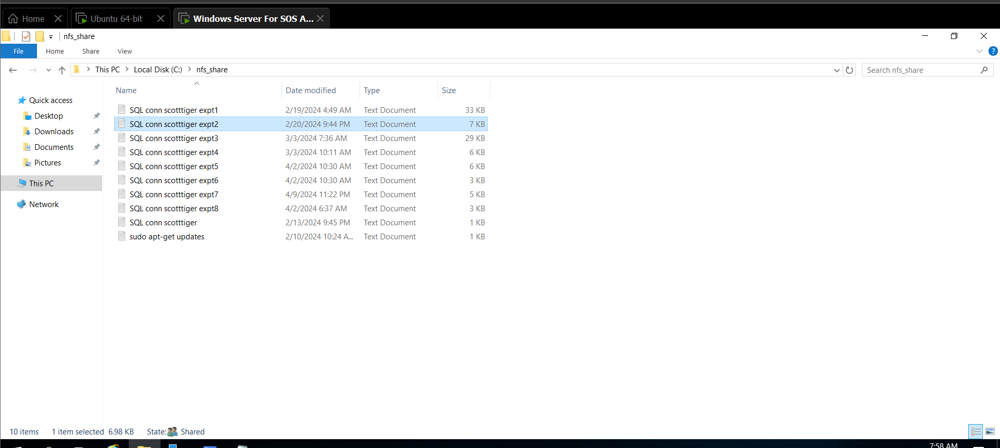 Home Ubuntu 64-bit Windows Server For SOS A...
nfs_share
File Home Share View
?
This PC Local Disk (C:) nfs_share Search nfs_share
Name Date modified Type Size
Quick access
Desktop
Downloads
Documents
Pictures
This PC
Network
SQL conn scotttiger expt1 2/19/2024 4:49 AM Text Document 33 KB
SQL conn scotttiger expt2 2/20/2024 9:44 PM Text Document 7 KB
SQL conn scotttiger expt3 3/3/2024 7:36 AM Text Document 29 KB
SQL conn scotttiger expt4 3/3/2024 10:11 AM Text Document 6 KB
SQL conn scotttiger expt5 4/2/2024 10:30 AM Text Document 6 KB
SQL conn scotttiger expt6 4/2/2024 10:30 AM Text Document 3 KB
SQL conn scotttiger expt7 4/9/2024 11:22 PM Text Document 5 KB
SQL conn scotttiger expt8 4/2/2024 6:37 AM Text Document 3 KB
SQL conn scotttiger 2/13/2024 9:45 PM Text Document 1 KB
sudo apt-get updates 2/10/2024 10:24 A... Text Document 1 KB
10 items 1 item selected 6.98 KB State: Shared
7:58 AM